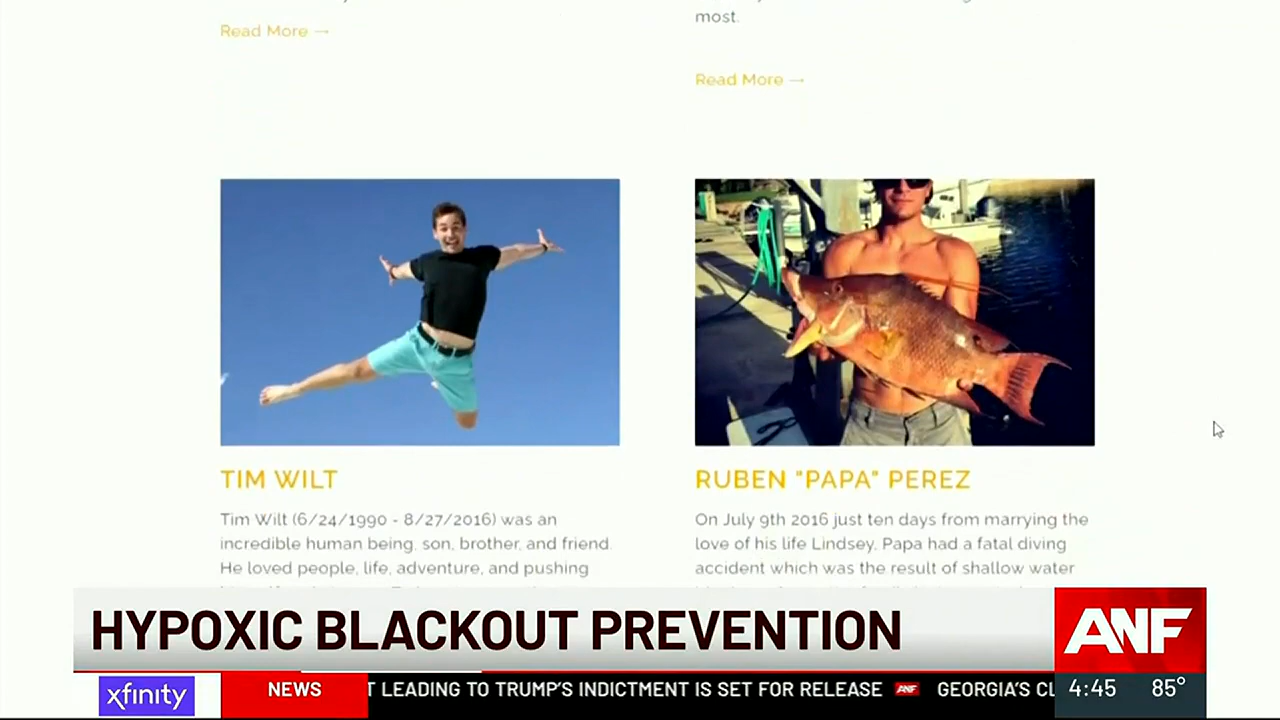 most.
Read More →
Read More →
TIM WILT
Tim Wilt (6/24/1990 - 8/27/2016) was an
incredible human being, son, brother, and friend.
He loved people, life, adventure, and pushing
RUBEN "PAPA" PEREZ
On July 9th 2016 just ten days from marrying the
love of his life Lindsey, Papa had a fatal diving
accident which was the result of shallow water
HYPOXIC BLACKOUT PREVENTION
ANF
xfinity
NEWS
T LEADING TO TRUMP'S INDICTMENT IS SET FOR RELEASE ANF GEORGIA'S CL
4:45 85°